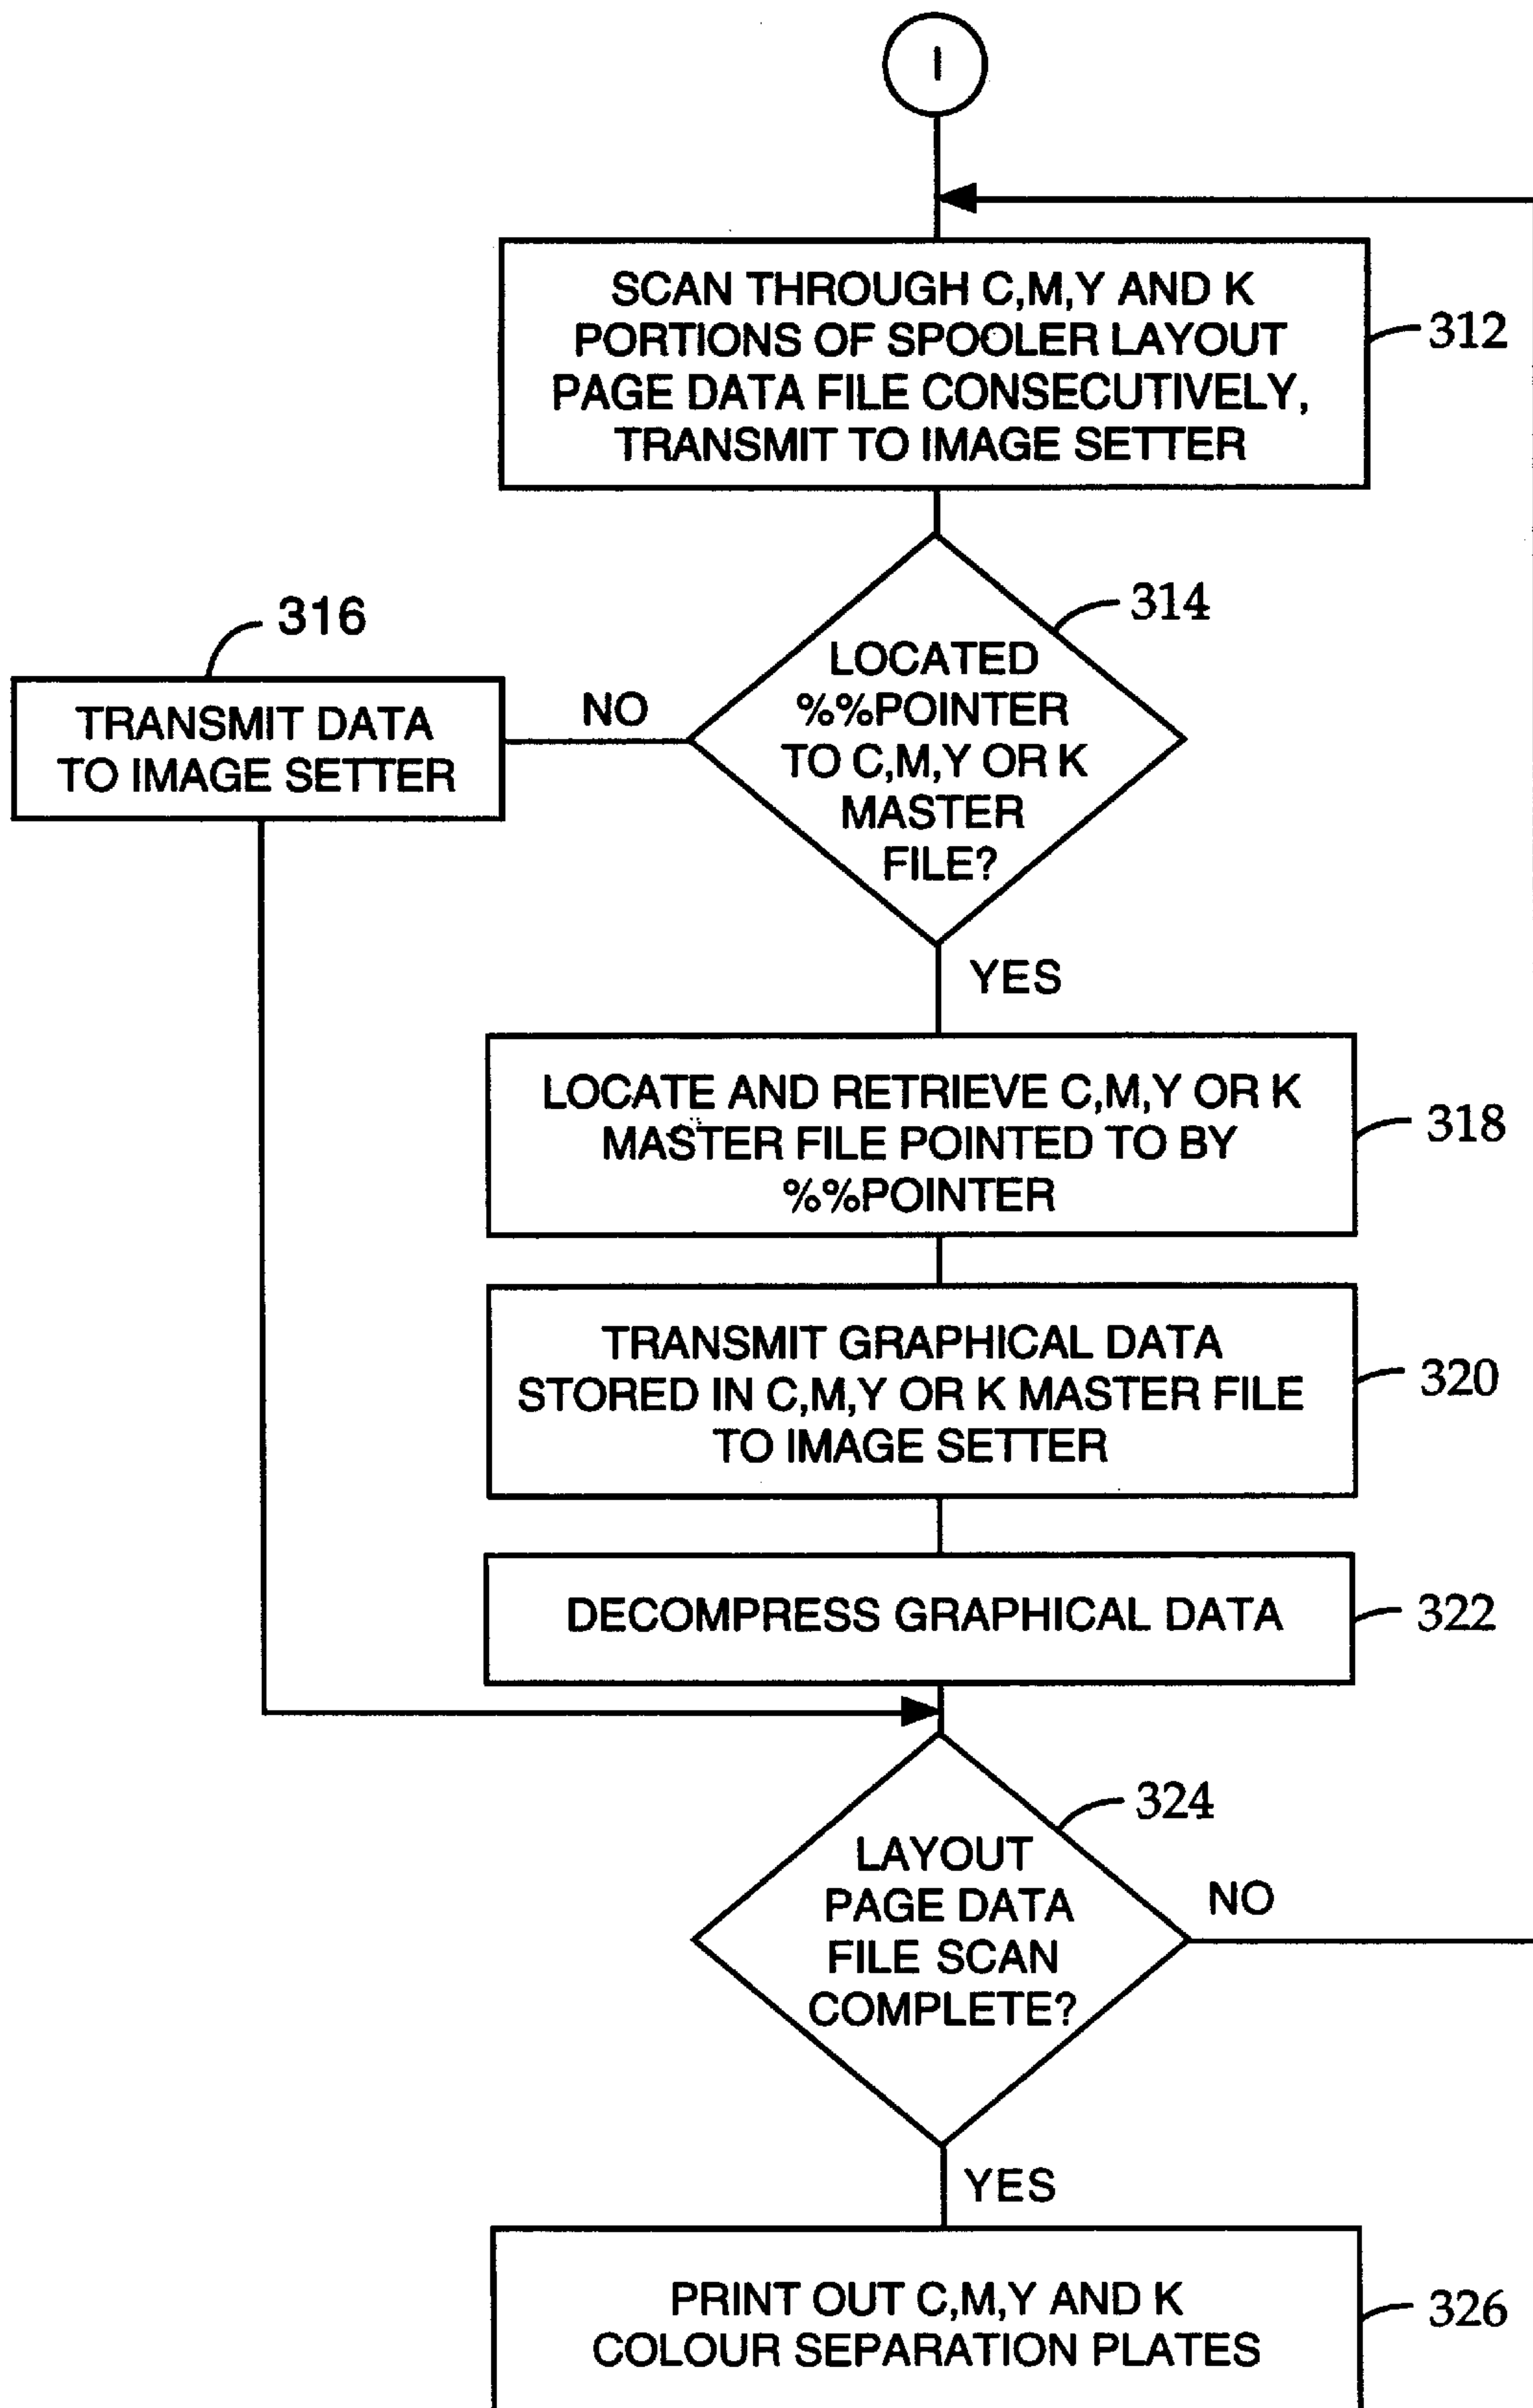 I
SCAN THROUGH C,M,Y AND K
PORTIONS OF SPOOLER LAYOUT
PAGE DATA FILE CONSECUTIVELY,
TRANSMIT TO IMAGE SETTER
312
314
LOCATED
%%POINTER
TO C,M,Y OR K
MASTER
FILE?
NO
316
TRANSMIT DATA
TO IMAGE SETTER
YES
LOCATE AND RETRIEVE C,M,Y OR K
MASTER FILE POINTED TO BY
%%POINTER
318
TRANSMIT GRAPHICAL DATA
STORED IN C,M,Y OR K MASTER FILE
TO IMAGE SETTER
320
DECOMPRESS GRAPHICAL DATA
322
324
LAYOUT
PAGE DATA
FILE SCAN
COMPLETE?
NO
YES
PRINT OUT C,M,Y AND K
COLOUR SEPARATION PLATES
326